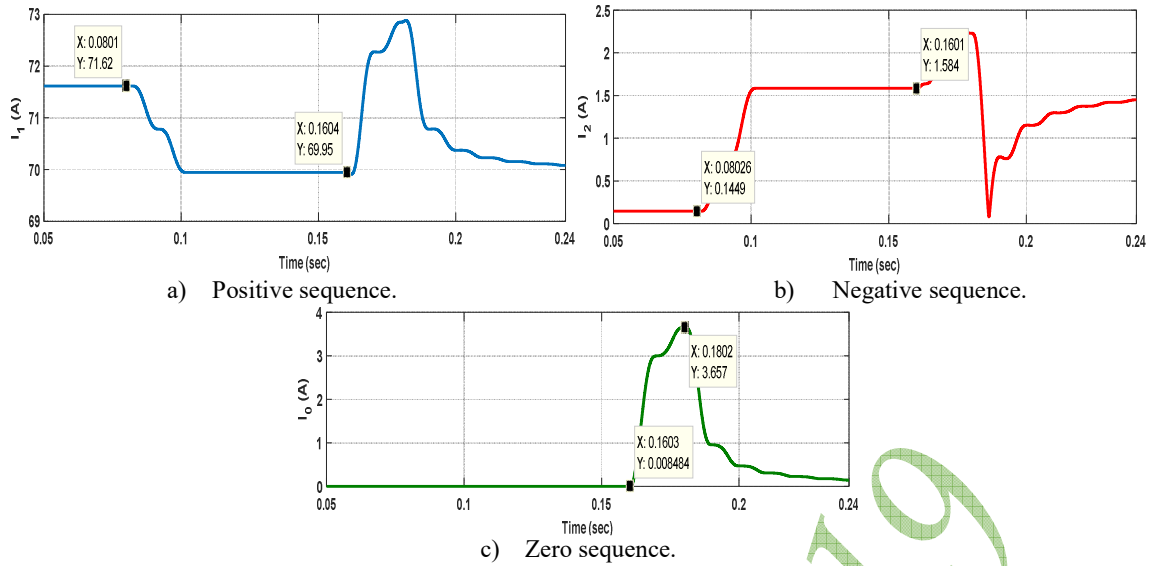 73
72
71
70
69
I1 (A)
X: 0.0801
Y: 71.62
X: 0.1604
Y: 69.95
0.05 0.1 0.15 0.2 0.24
Time (sec)
a) Positive sequence.
2.5
2
1.5
1
0.5
0
I2 (A)
X: 0.1601
Y: 1.584
X: 0.08026
Y: 0.1449
0.05 0.1 0.15 0.2 0.24
Time (sec)
b) Negative sequence.
4
3
2
1
0
I0 (A)
X: 0.1802
Y: 3.657
X: 0.1603
Y: 0.008484
0.05 0.1 0.15 0.2 0.24
Time (sec)
c) Zero sequence.
19